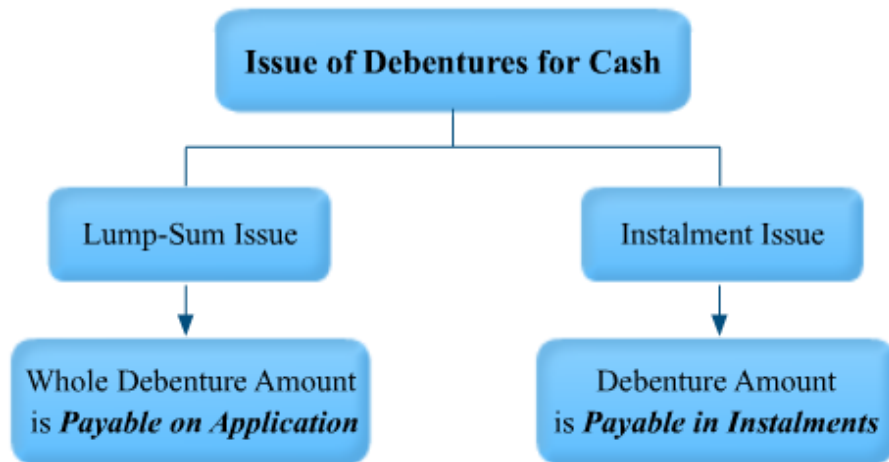 Issue of Debentures for Cash
Lump-Sum Issue
Instalment Issue
Whole Debenture Amount
is Payable on Application
Debenture Amount
is Payable in Instalments